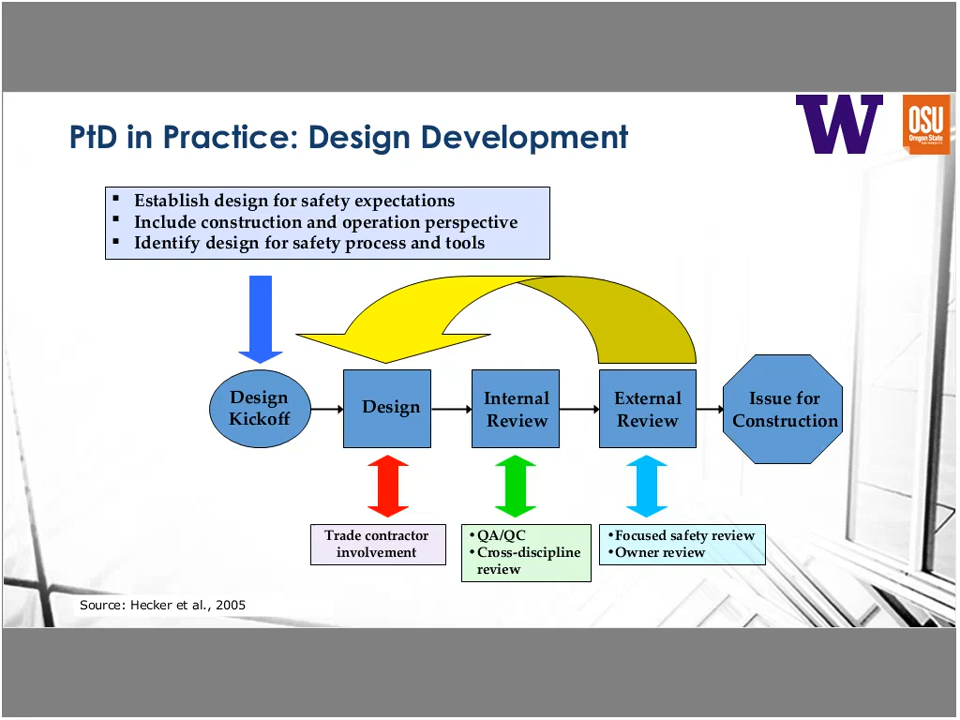 PtD in Practice: Design Development
W
OSU
Oregon State
▪ Establish design for safety expectations
▪ Include construction and operation perspective
▪ Identify design for safety process and tools
Design
Kickoff
Design
Internal
Review
External
Review
Issue for
Construction
Trade contractor
involvement
•QA/QC
•Cross-discipline
review
•Focused safety review
•Owner review
Source: Hecker et al., 2005